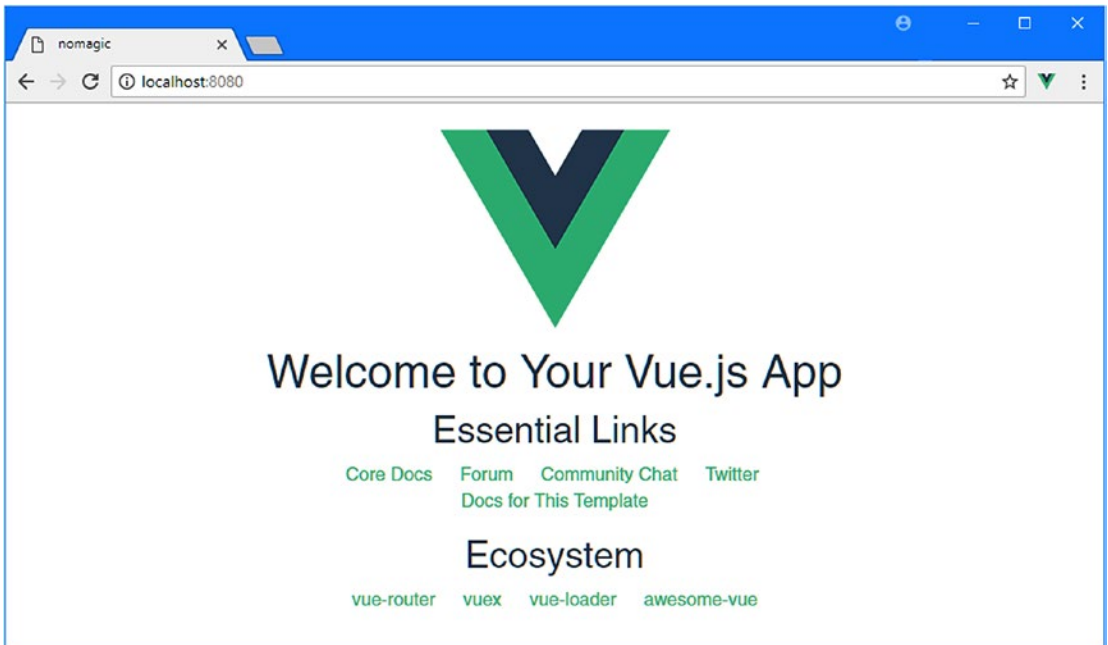 nomagic
localhost:8080
Welcome to Your Vue.js App
Essential Links
Core Docs Forum Community Chat Twitter
Docs for This Template
Ecosystem
vue-router vuex vue-loader awesome-vue